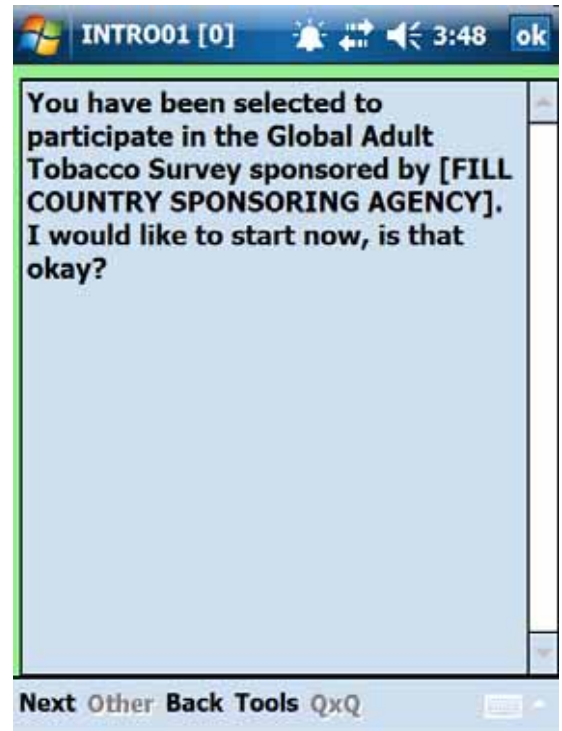 INTRO01 [0] 3:48 ok
You have been selected to
participate in the Global Adult
Tobacco Survey sponsored by [FILL
COUNTRY SPONSORING AGENCY].
I would like to start now, is that
okay?
Next Other Back Tools QxQ